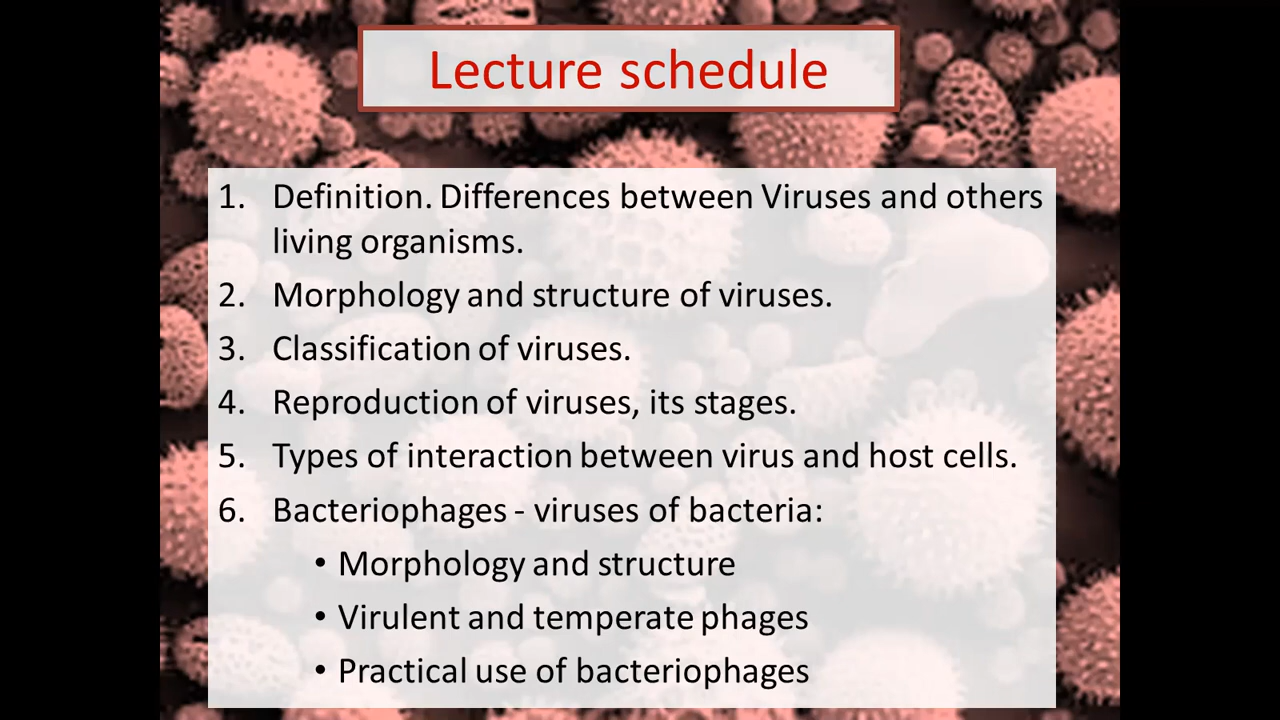 Lecture schedule
1. Definition. Differences between Viruses and others
living organisms.
2. Morphology and structure of viruses.
3. Classification of viruses.
4. Reproduction of viruses, its stages.
5. Types of interaction between virus and host cells.
6. Bacteriophages - viruses of bacteria:
• Morphology and structure
• Virulent and temperate phages
• Practical use of bacteriophages